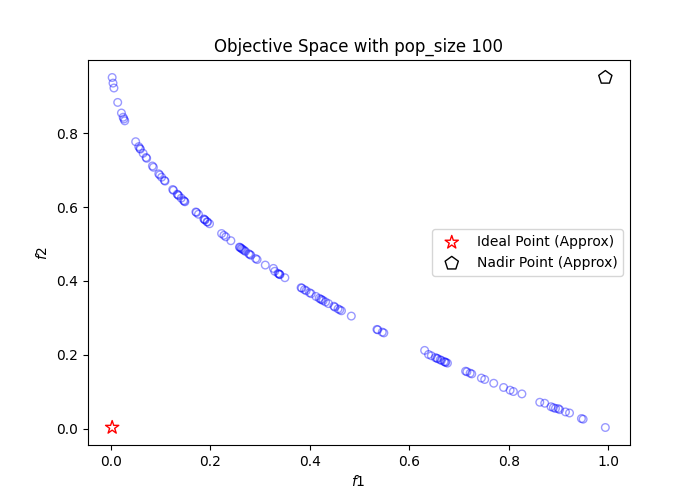 Objective Space with pop_size 100
f2
0.8
0.6
0.4
0.2
0.0
Ideal Point (Approx)
Nadir Point (Approx)
0.0 0.2 0.4 0.6 0.8 1.0
f1